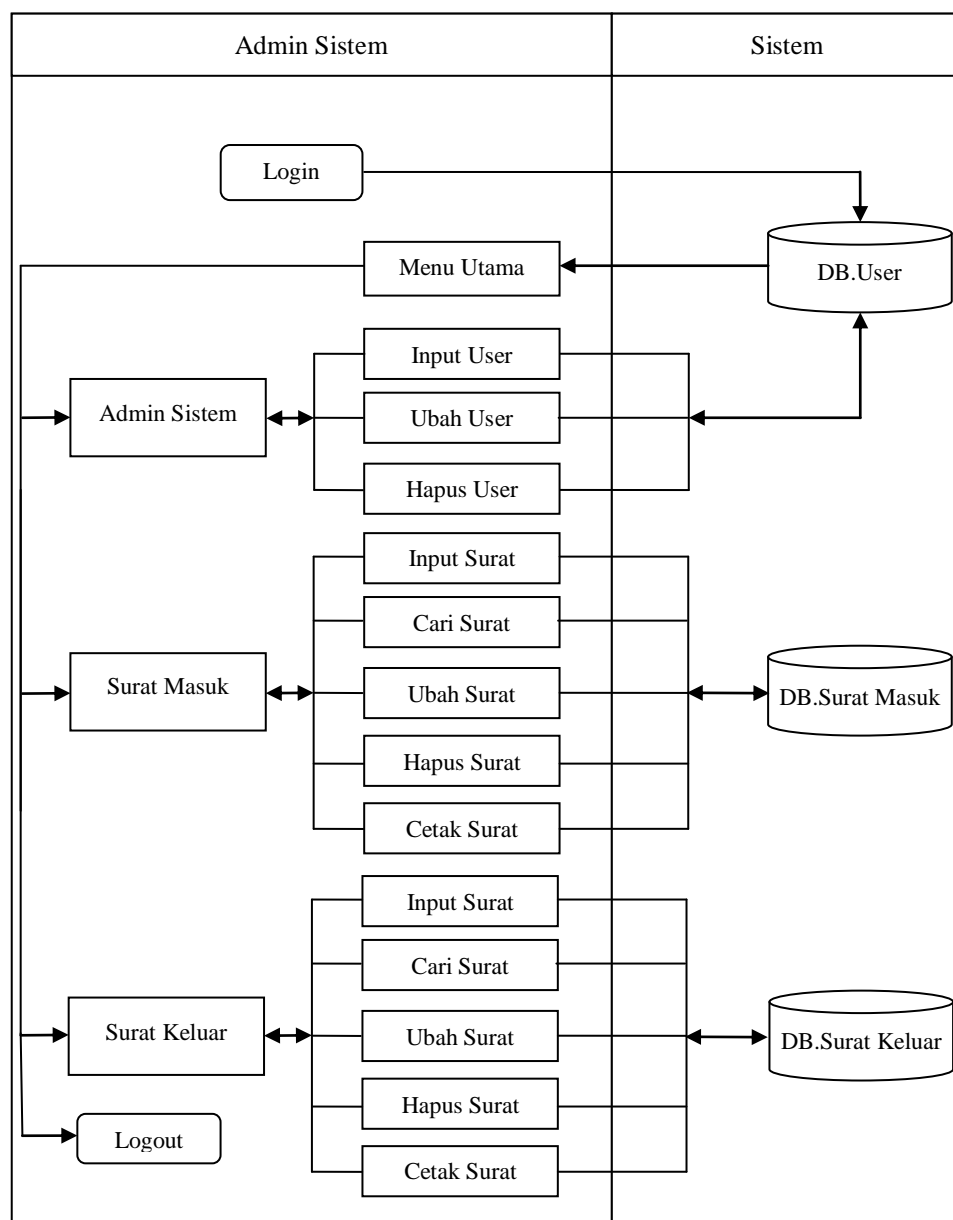 Admin Sistem
Sistem
Login
Menu Utama
DB.User
Input User
Admin Sistem
Ubah User
Hapus User
Input Surat
Cari Surat
Surat Masuk
Ubah Surat
DB.Surat Masuk
Hapus Surat
Cetak Surat
Input Surat
Cari Surat
Surat Keluar
Ubah Surat
DB.Surat Keluar
Hapus Surat
Logout
Cetak Surat